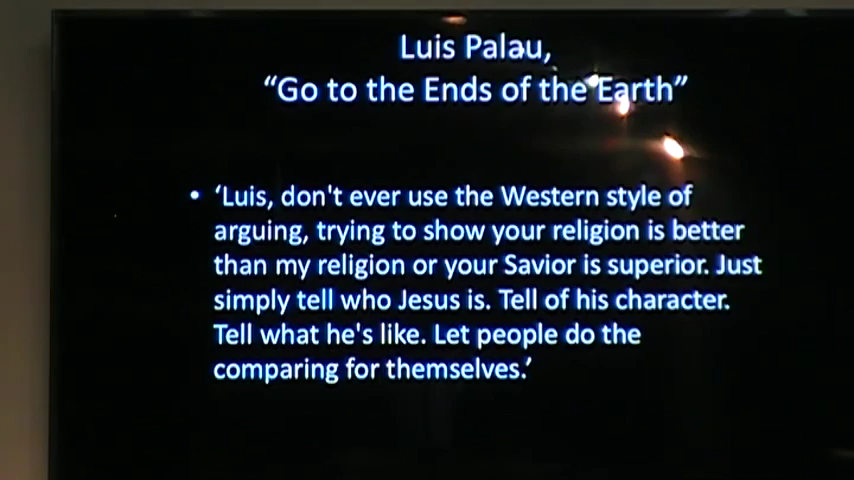 Luis Palau,
“Go to the Ends of the Earth”
• ‘Luis, don't ever use the Western style of
arguing, trying to show your religion is better
than my religion or your Savior is superior. Just
simply tell who Jesus is. Tell of his character.
Tell what he's like. Let people do the
comparing for themselves.’